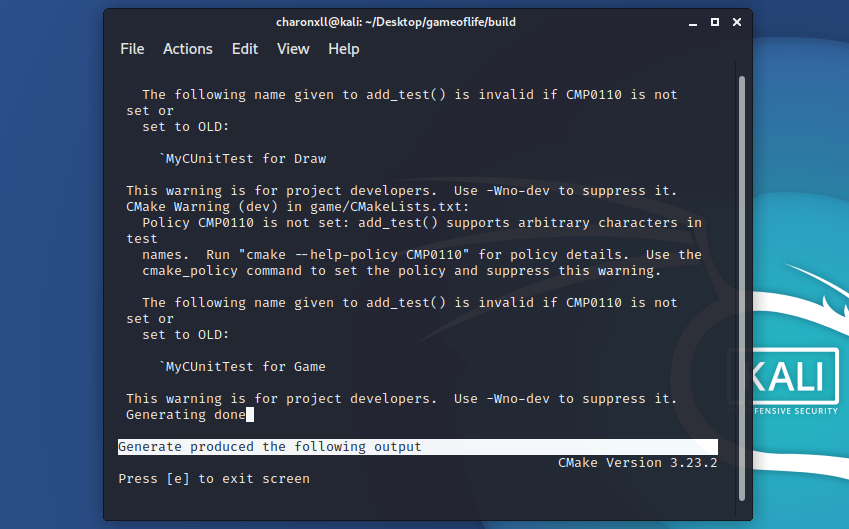 charonxll@kali: ~/Desktop/gameoflife/build
File Actions Edit View Help
The following name given to add_test() is invalid if CMP0110 is not
set or
set to OLD:
`MyCUnitTest for Draw
This warning is for project developers.  Use -Wno-dev to suppress it.
CMake Warning (dev) in game/CMakeLists.txt:
Policy CMP0110 is not set: add_test() supports arbitrary characters in
test
names.  Run "cmake --help-policy CMP0110" for policy details.  Use the
cmake_policy command to set the policy and suppress this warning.
The following name given to add_test() is invalid if CMP0110 is not
set or
set to OLD:
`MyCUnitTest for Game
This warning is for project developers.  Use -Wno-dev to suppress it.
Generating done
Generate produced the following output
CMake Version 3.23.2
Press [e] to exit screen
KALI
FFENSIVE SECURITY